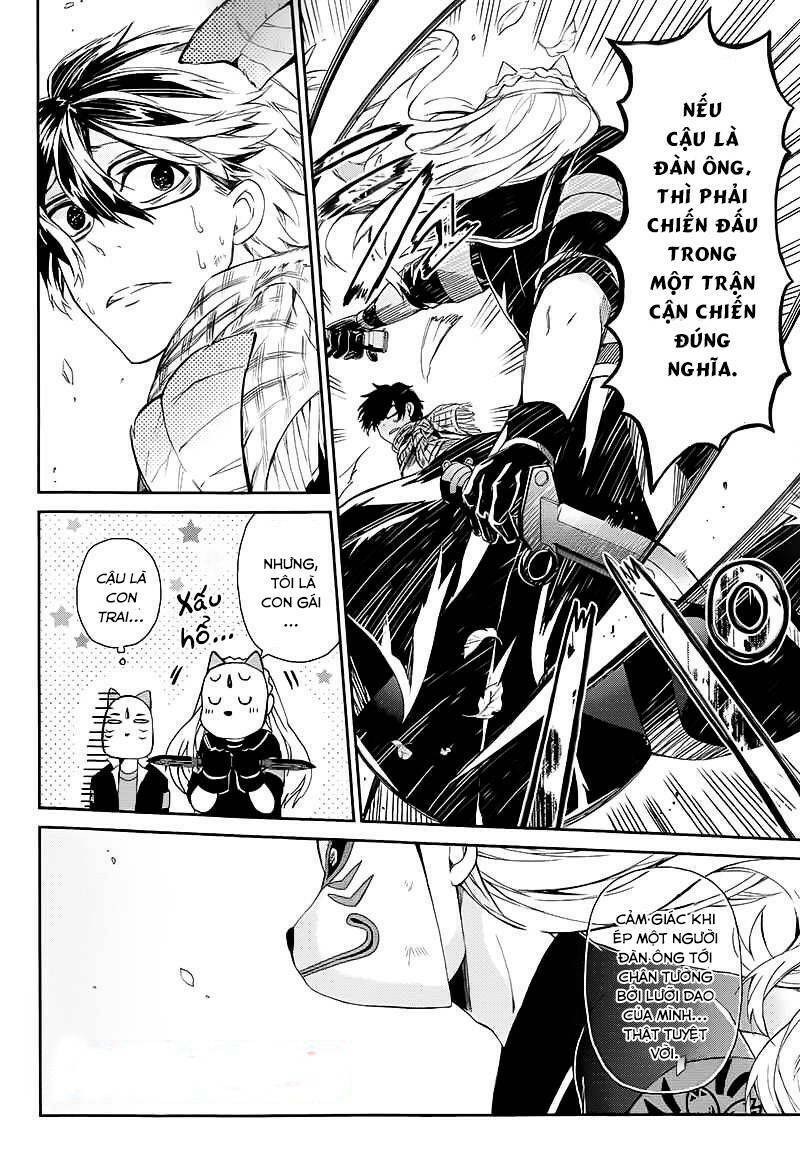 NẾU
CẬU LÀ
ĐÀN ÔNG,
THÌ PHẢI
CHIẾN ĐẤU
TRONG
MỘT TRẬN
CẬN CHIẾN
ĐÚNG
NGHĨA.
NHƯNG,
TÔI LÀ
CON GÁI
...
Xấu
hổ...
CẬU LÀ
CON
TRAI...
CẢM GIÁC KHI
ÉP MỘT NGƯỜI
ĐÀN ÔNG TỚI
CHÂN TƯỜNG
BỞI LƯỠI DAO
CỦA MÌNH...
THẬT TUYỆT
VỜI.